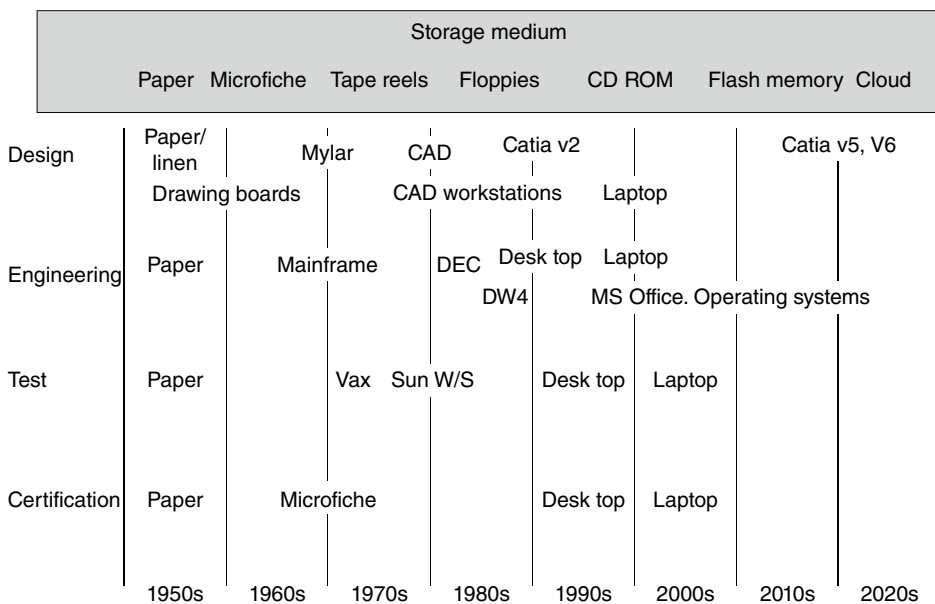 Storage medium
Paper Microfiche Tape reels Floppies CD ROM Flash memory Cloud
Design
Paper/
linen
Mylar CAD Catia v2 Catia v5, V6
Drawing boards CAD workstations Laptop
Engineering
Paper Mainframe DEC Desk top Laptop
DW4 MS Office. Operating systems
Test Paper Vax Sun W/S Desk top Laptop
Certification Paper Microfiche Desk top Laptop
1950s 1960s 1970s 1980s 1990s 2000s 2010s 2020s